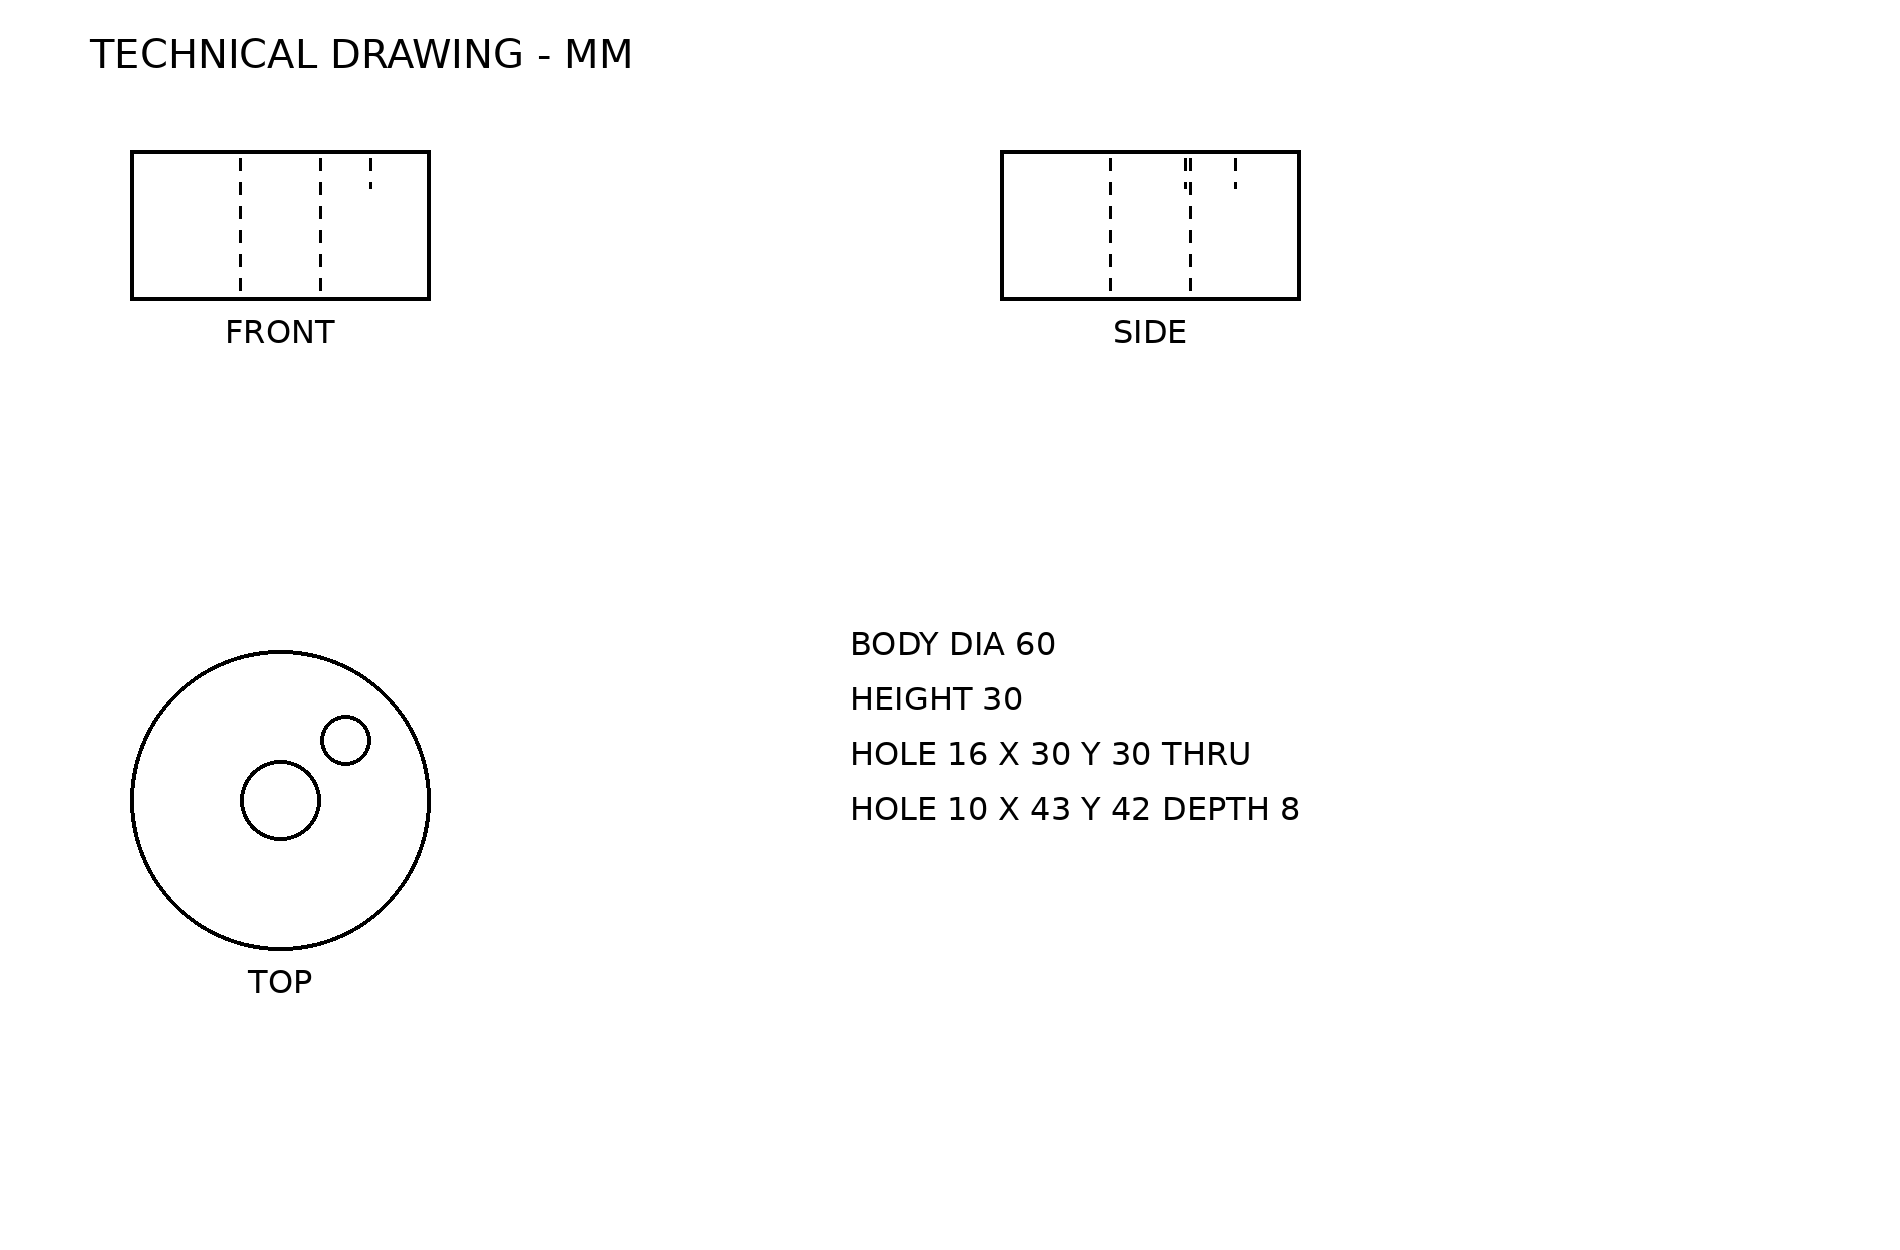 TECHNICAL DRAWING - MM
FRONT
SIDE
BODY DIA 60
HEIGHT 30
HOLE 16 X 30 Y 30 THRU
HOLE 10 X 43 Y 42 DEPTH 8
TOP